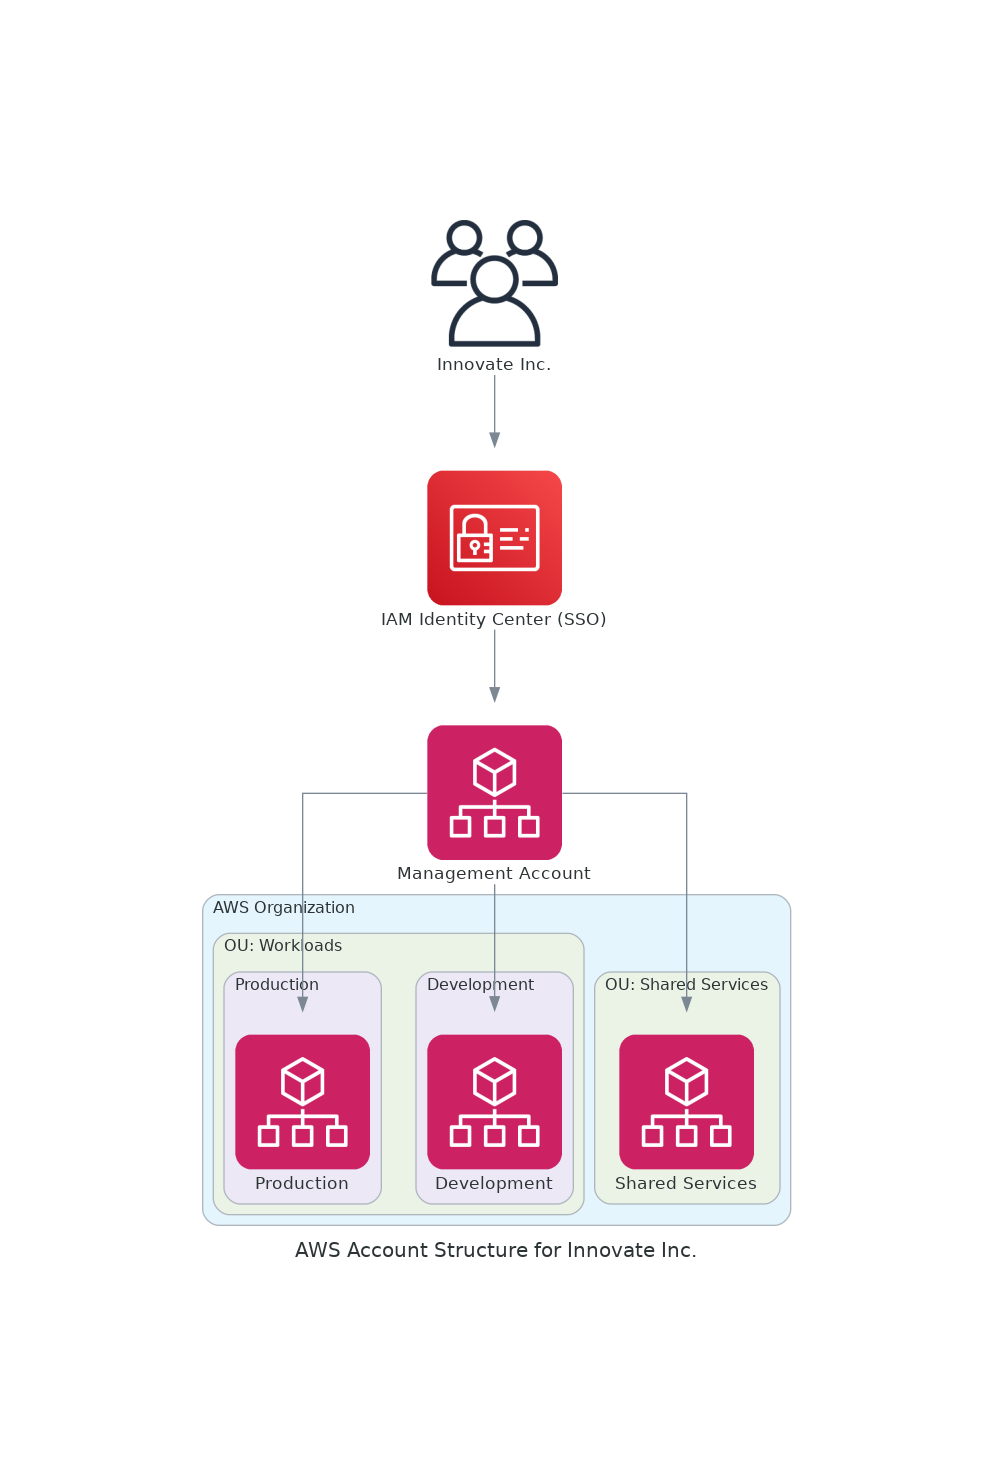 Innovate Inc.
IAM Identity Center (SSO)
Management Account
AWS Organization
OU: Workloads
Production
Development
OU: Shared Services
Production
Development
Shared Services
AWS Account Structure for Innovate Inc.